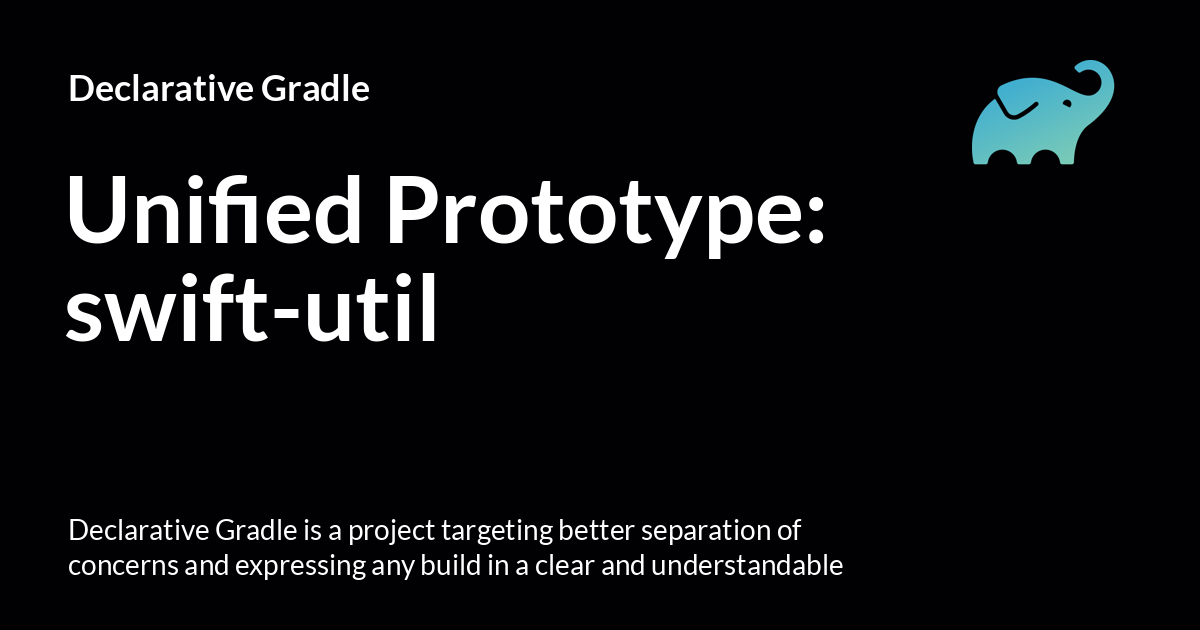 Declarative Gradle
Unified Prototype:
swift-util
Declarative Gradle is a project targeting better separation of
concerns and expressing any build in a clear and understandable